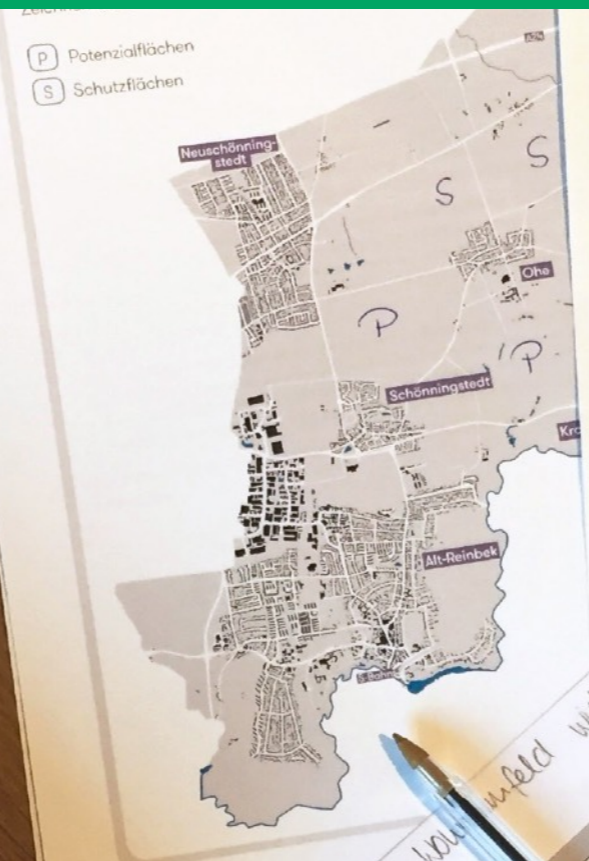 P Potenzialflächen
S Schutzflächen
A24
Neuschönning-
stedt
S
S
Ohe
P
P
Schönningstedt
Alt-Reinbek